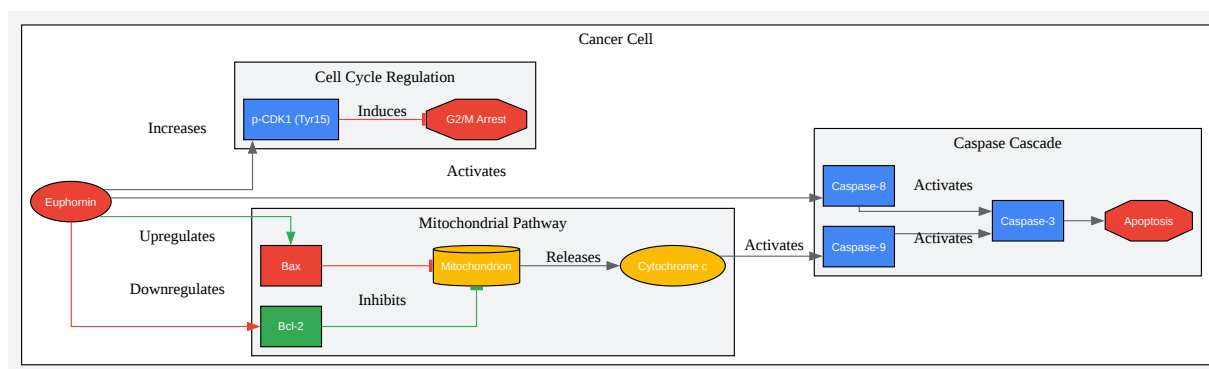 Cancer Cell
Cell Cycle Regulation
p-CDK1 (Tyr15)
Induces
G2/M Arrest
Increases
Caspase Cascade
Activates
Caspase-8
Activates
Euphornin
Caspase-3
Apoptosis
Mitochondrial Pathway
Upregulates
Activates
Caspase-9
Activates
Releases
Bax
Mitochondrion
Cytochrome c
Downregulates
Inhibits
Bcl-2